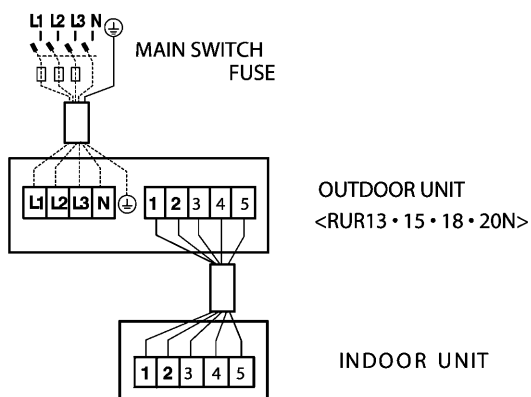 L1 L2 L3 N
MAIN SWITCH
FUSE
L1 L2 L3 N
1 2 3 4 5
OUTDOOR UNIT
<RUR13・15・18・20N>
1 2 3 4 5
INDOOR UNIT